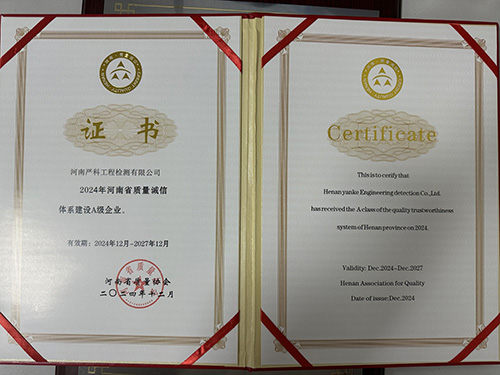 证书
河南严科工程检测有限公司
2024年河南省质量诚信
体系建设A级企业。
有效期：2024年12月-2027年12月
河南省质量协会
二〇二四年十二月
Certificate
This is to certify that
Henan yanke Engineering detection Co.,Ltd.
has received the A class of the quality trustworthiness
system of Henan province on 2024.
Validity: Dec.2024-Dec.2027
Henan Association for Quality
Date of issue:Dec.2024